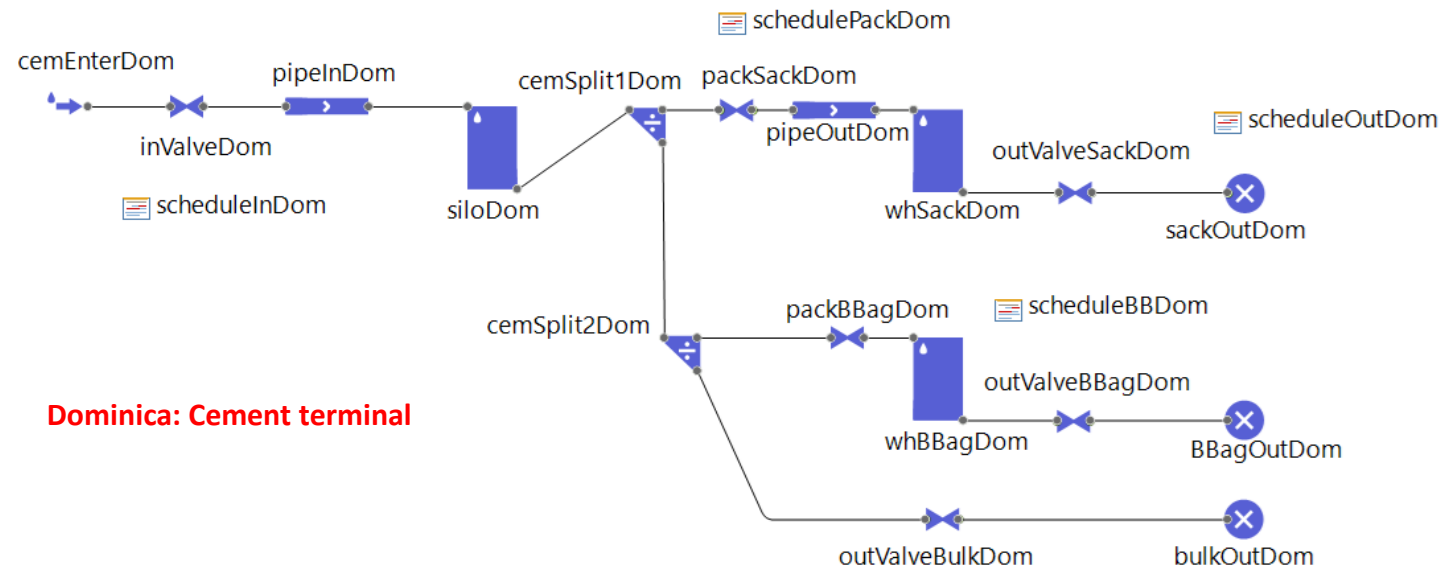 schedulePackDom
cemEnterDom
pipeInDom
cemSplit1Dom
packSackDom
scheduleOutDom
inValveDom
pipeOutDom
outValveSackDom
scheduleInDom
siloDom
whSackDom
sackOutDom
cemSplit2Dom
packBBagDom
scheduleBBDom
outValveBBagDom
Dominica: Cement terminal
whBBagDom
BBagOutDom
outValveBulkDom
bulkOutDom